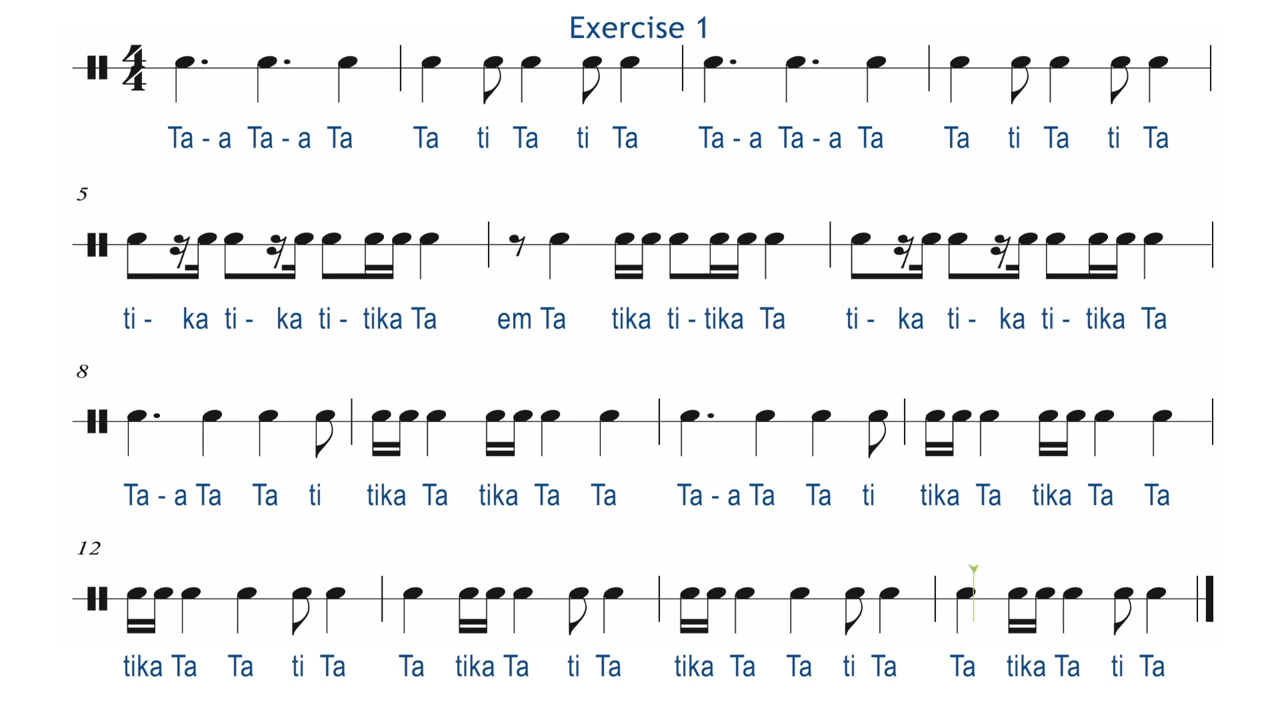 Exercise 1
4
4
Ta - a Ta - a Ta Ta ti Ta ti Ta Ta - a Ta - a Ta Ta ti Ta ti Ta
5
ti - ka ti - ka ti - tika Ta em Ta tika ti - tika Ta ti - ka ti - ka ti - tika Ta
8
Ta - a Ta Ta ti tika Ta tika Ta Ta Ta - a Ta Ta ti tika Ta tika Ta Ta
12
tika Ta Ta ti Ta Ta tika Ta ti Ta tika Ta Ta ti Ta Ta tika Ta ti Ta